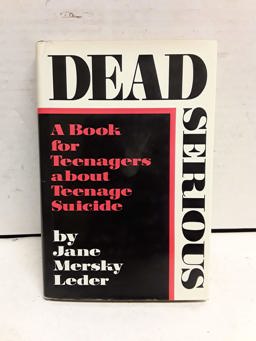 DEAD
SERIOUS
A Book
for
Teenagers
about
Teenage
Suicide
by
Jane
Mersky
Leder